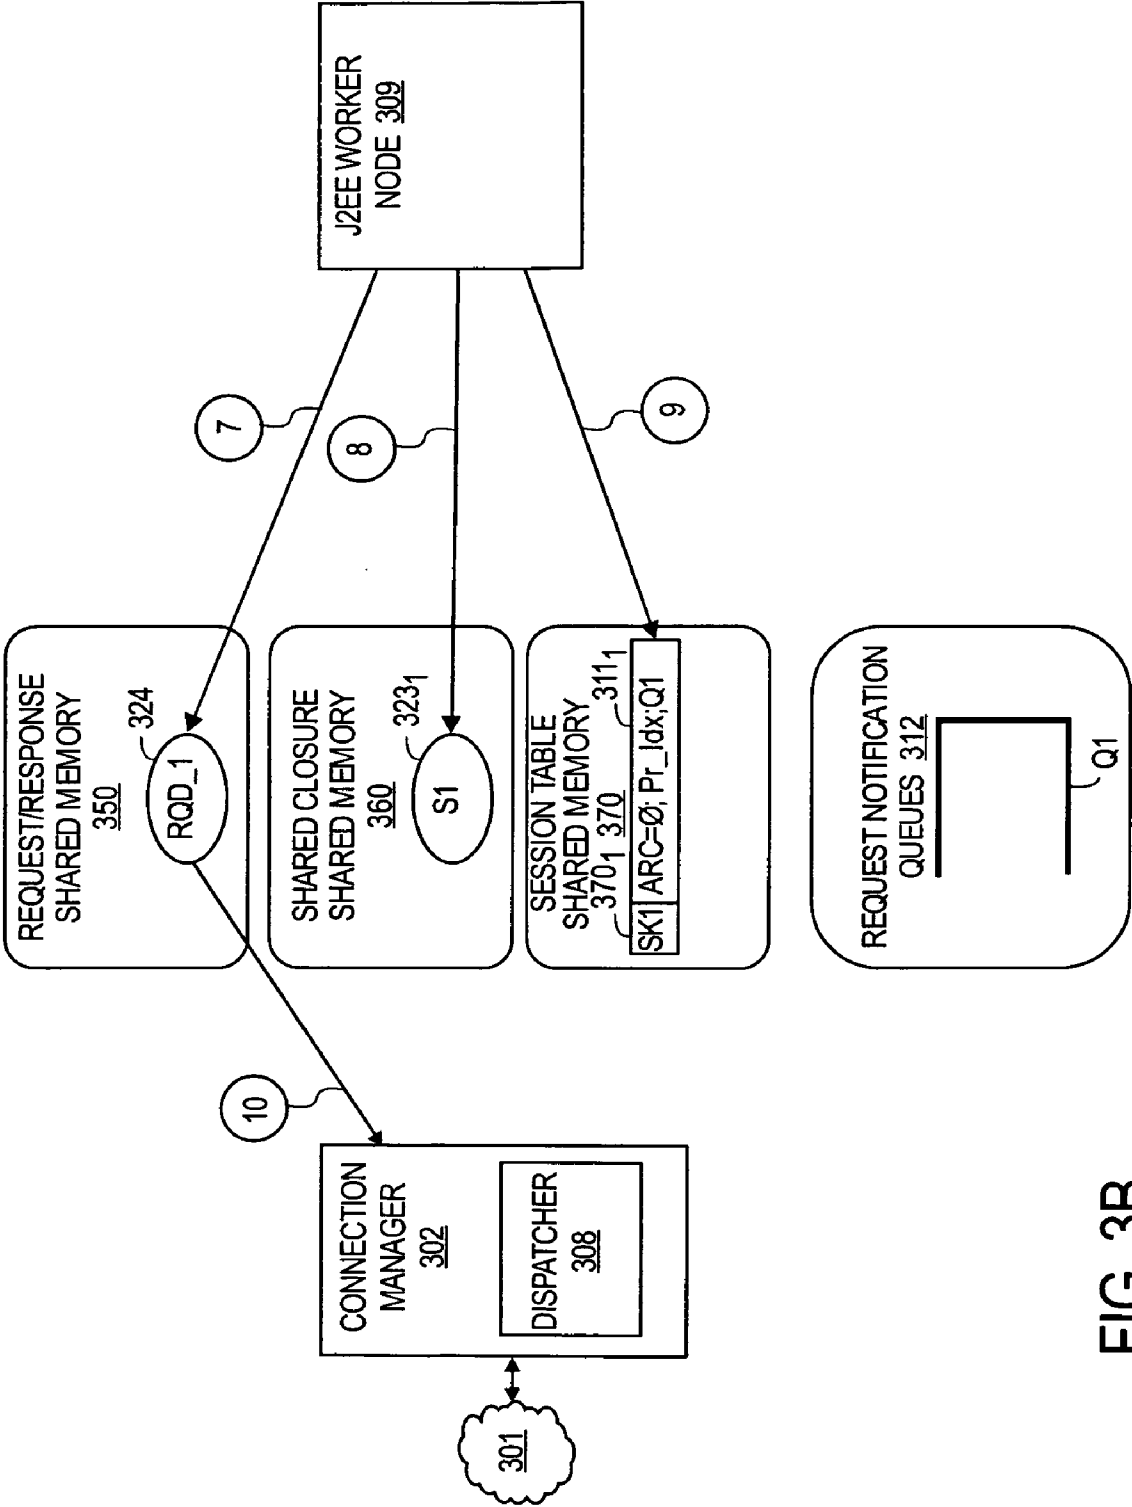 301
CONNECTION
MANAGER
302
DISPATCHER
308
10
REQUEST/RESPONSE
SHARED MEMORY
350
324
RQD_1
SHARED CLOSURE
SHARED MEMORY
360
323₁
S1
SESSION TABLE
SHARED MEMORY
370₁ 370
311₁
SK1 ARC=Ø; Pr_Idx;Q1
REQUEST NOTIFICATION
QUEUES 312
Q1
7
8
9
J2EE WORKER
NODE 309
FIG. 3B